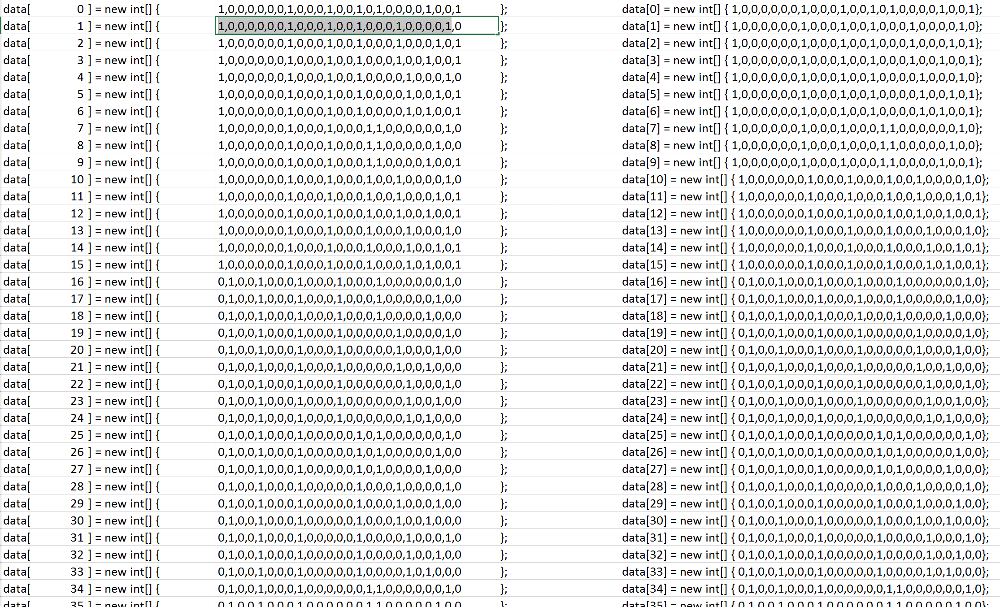 data[ 0 ] = new int[] { 1,0,0,0,0,0,0,1,0,0,0,1,0,0,1,0,1,0,0,0,0,1,0,0,1 }; data[0] = new int[] { 1,0,0,0,0,0,0,1,0,0,0,1,0,0,1,0,1,0,0,0,0,1,0,0,1};
data[ 1 ] = new int[] { 1,0,0,0,0,0,0,1,0,0,0,1,0,0,1,0,0,0,1,0,0,0,0,1,0 }; data[1] = new int[] { 1,0,0,0,0,0,0,1,0,0,0,1,0,0,1,0,0,0,1,0,0,0,0,1,0};
data[ 2 ] = new int[] { 1,0,0,0,0,0,0,1,0,0,0,1,0,0,1,0,0,0,1,0,0,0,1,0,1 }; data[2] = new int[] { 1,0,0,0,0,0,0,1,0,0,0,1,0,0,1,0,0,0,1,0,0,0,1,0,1};
data[ 3 ] = new int[] { 1,0,0,0,0,0,0,1,0,0,0,1,0,0,1,0,0,0,1,0,0,1,0,0,1 }; data[3] = new int[] { 1,0,0,0,0,0,0,1,0,0,0,1,0,0,1,0,0,0,1,0,0,1,0,0,1};
data[ 4 ] = new int[] { 1,0,0,0,0,0,0,1,0,0,0,1,0,0,1,0,0,0,0,1,0,0,0,1,0 }; data[4] = new int[] { 1,0,0,0,0,0,0,1,0,0,0,1,0,0,1,0,0,0,0,1,0,0,0,1,0};
data[ 5 ] = new int[] { 1,0,0,0,0,0,0,1,0,0,0,1,0,0,1,0,0,0,0,1,0,0,1,0,1 }; data[5] = new int[] { 1,0,0,0,0,0,0,1,0,0,0,1,0,0,1,0,0,0,0,1,0,0,1,0,1};
data[ 6 ] = new int[] { 1,0,0,0,0,0,0,1,0,0,0,1,0,0,1,0,0,0,0,1,0,1,0,0,1 }; data[6] = new int[] { 1,0,0,0,0,0,0,1,0,0,0,1,0,0,1,0,0,0,0,1,0,1,0,0,1};
data[ 7 ] = new int[] { 1,0,0,0,0,0,0,1,0,0,0,1,0,0,0,1,1,0,0,0,0,0,0,1,0 }; data[7] = new int[] { 1,0,0,0,0,0,0,1,0,0,0,1,0,0,0,1,1,0,0,0,0,0,0,1,0};
data[ 8 ] = new int[] { 1,0,0,0,0,0,0,1,0,0,0,1,0,0,0,1,1,0,0,0,0,0,1,0,0 }; data[8] = new int[] { 1,0,0,0,0,0,0,1,0,0,0,1,0,0,0,1,1,0,0,0,0,0,1,0,0};
data[ 9 ] = new int[] { 1,0,0,0,0,0,0,1,0,0,0,1,0,0,0,1,1,0,0,0,0,1,0,0,1 }; data[9] = new int[] { 1,0,0,0,0,0,0,1,0,0,0,1,0,0,0,1,1,0,0,0,0,1,0,0,1};
data[ 10 ] = new int[] { 1,0,0,0,0,0,0,1,0,0,0,1,0,0,0,1,0,0,1,0,0,0,0,1,0 }; data[10] = new int[] { 1,0,0,0,0,0,0,1,0,0,0,1,0,0,0,1,0,0,1,0,0,0,0,1,0};
data[ 11 ] = new int[] { 1,0,0,0,0,0,0,1,0,0,0,1,0,0,0,1,0,0,1,0,0,0,1,0,1 }; data[11] = new int[] { 1,0,0,0,0,0,0,1,0,0,0,1,0,0,0,1,0,0,1,0,0,0,1,0,1};
data[ 12 ] = new int[] { 1,0,0,0,0,0,0,1,0,0,0,1,0,0,0,1,0,0,1,0,0,1,0,0,1 }; data[12] = new int[] { 1,0,0,0,0,0,0,1,0,0,0,1,0,0,0,1,0,0,1,0,0,1,0,0,1};
data[ 13 ] = new int[] { 1,0,0,0,0,0,0,1,0,0,0,1,0,0,0,1,0,0,0,1,0,0,0,1,0 }; data[13] = new int[] { 1,0,0,0,0,0,0,1,0,0,0,1,0,0,0,1,0,0,0,1,0,0,0,1,0};
data[ 14 ] = new int[] { 1,0,0,0,0,0,0,1,0,0,0,1,0,0,0,1,0,0,0,1,0,0,1,0,1 }; data[14] = new int[] { 1,0,0,0,0,0,0,1,0,0,0,1,0,0,0,1,0,0,0,1,0,0,1,0,1};
data[ 15 ] = new int[] { 1,0,0,0,0,0,0,1,0,0,0,1,0,0,0,1,0,0,0,1,0,1,0,0,1 }; data[15] = new int[] { 1,0,0,0,0,0,0,1,0,0,0,1,0,0,0,1,0,0,0,1,0,1,0,0,1};
data[ 16 ] = new int[] { 0,1,0,0,1,0,0,0,1,0,0,0,1,0,0,0,1,0,0,0,0,0,0,1,0 }; data[16] = new int[] { 0,1,0,0,1,0,0,0,1,0,0,0,1,0,0,0,1,0,0,0,0,0,0,1,0};
data[ 17 ] = new int[] { 0,1,0,0,1,0,0,0,1,0,0,0,1,0,0,0,1,0,0,0,0,0,1,0,0 }; data[17] = new int[] { 0,1,0,0,1,0,0,0,1,0,0,0,1,0,0,0,1,0,0,0,0,0,1,0,0};
data[ 18 ] = new int[] { 0,1,0,0,1,0,0,0,1,0,0,0,1,0,0,0,1,0,0,0,0,1,0,0,0 }; data[18] = new int[] { 0,1,0,0,1,0,0,0,1,0,0,0,1,0,0,0,1,0,0,0,0,1,0,0,0};
data[ 19 ] = new int[] { 0,1,0,0,1,0,0,0,1,0,0,0,1,0,0,0,0,0,1,0,0,0,0,1,0 }; data[19] = new int[] { 0,1,0,0,1,0,0,0,1,0,0,0,1,0,0,0,0,0,1,0,0,0,0,1,0};
data[ 20 ] = new int[] { 0,1,0,0,1,0,0,0,1,0,0,0,1,0,0,0,0,0,1,0,0,0,1,0,0 }; data[20] = new int[] { 0,1,0,0,1,0,0,0,1,0,0,0,1,0,0,0,0,0,1,0,0,0,1,0,0};
data[ 21 ] = new int[] { 0,1,0,0,1,0,0,0,1,0,0,0,1,0,0,0,0,0,1,0,0,1,0,0,0 }; data[21] = new int[] { 0,1,0,0,1,0,0,0,1,0,0,0,1,0,0,0,0,0,1,0,0,1,0,0,0};
data[ 22 ] = new int[] { 0,1,0,0,1,0,0,0,1,0,0,0,1,0,0,0,0,0,0,1,0,0,0,1,0 }; data[22] = new int[] { 0,1,0,0,1,0,0,0,1,0,0,0,1,0,0,0,0,0,0,1,0,0,0,1,0};
data[ 23 ] = new int[] { 0,1,0,0,1,0,0,0,1,0,0,0,1,0,0,0,0,0,0,1,0,0,1,0,0 }; data[23] = new int[] { 0,1,0,0,1,0,0,0,1,0,0,0,1,0,0,0,0,0,0,1,0,0,1,0,0};
data[ 24 ] = new int[] { 0,1,0,0,1,0,0,0,1,0,0,0,1,0,0,0,0,0,0,1,0,1,0,0,0 }; data[24] = new int[] { 0,1,0,0,1,0,0,0,1,0,0,0,1,0,0,0,0,0,0,1,0,1,0,0,0};
data[ 25 ] = new int[] { 0,1,0,0,1,0,0,0,1,0,0,0,0,0,1,0,1,0,0,0,0,0,0,1,0 }; data[25] = new int[] { 0,1,0,0,1,0,0,0,1,0,0,0,0,0,1,0,1,0,0,0,0,0,0,1,0};
data[ 26 ] = new int[] { 0,1,0,0,1,0,0,0,1,0,0,0,0,0,1,0,1,0,0,0,0,0,1,0,0 }; data[26] = new int[] { 0,1,0,0,1,0,0,0,1,0,0,0,0,0,1,0,1,0,0,0,0,0,1,0,0};
data[ 27 ] = new int[] { 0,1,0,0,1,0,0,0,1,0,0,0,0,0,1,0,1,0,0,0,0,1,0,0,0 }; data[27] = new int[] { 0,1,0,0,1,0,0,0,1,0,0,0,0,0,1,0,1,0,0,0,0,1,0,0,0};
data[ 28 ] = new int[] { 0,1,0,0,1,0,0,0,1,0,0,0,0,0,1,0,0,0,1,0,0,0,0,1,0 }; data[28] = new int[] { 0,1,0,0,1,0,0,0,1,0,0,0,0,0,1,0,0,0,1,0,0,0,0,1,0};
data[ 29 ] = new int[] { 0,1,0,0,1,0,0,0,1,0,0,0,0,0,1,0,0,0,1,0,0,0,1,0,0 }; data[29] = new int[] { 0,1,0,0,1,0,0,0,1,0,0,0,0,0,1,0,0,0,1,0,0,0,1,0,0};
data[ 30 ] = new int[] { 0,1,0,0,1,0,0,0,1,0,0,0,0,0,1,0,0,0,1,0,0,1,0,0,0 }; data[30] = new int[] { 0,1,0,0,1,0,0,0,1,0,0,0,0,0,1,0,0,0,1,0,0,1,0,0,0};
data[ 31 ] = new int[] { 0,1,0,0,1,0,0,0,1,0,0,0,0,0,1,0,0,0,0,1,0,0,0,1,0 }; data[31] = new int[] { 0,1,0,0,1,0,0,0,1,0,0,0,0,0,1,0,0,0,0,1,0,0,0,1,0};
data[ 32 ] = new int[] { 0,1,0,0,1,0,0,0,1,0,0,0,0,0,1,0,0,0,0,1,0,0,1,0,0 }; data[32] = new int[] { 0,1,0,0,1,0,0,0,1,0,0,0,0,0,1,0,0,0,0,1,0,0,1,0,0};
data[ 33 ] = new int[] { 0,1,0,0,1,0,0,0,1,0,0,0,0,0,1,0,0,0,0,1,0,1,0,0,0 }; data[33] = new int[] { 0,1,0,0,1,0,0,0,1,0,0,0,0,0,1,0,0,0,0,1,0,1,0,0,0};
data[ 34 ] = new int[] { 0,1,0,0,1,0,0,0,1,0,0,0,0,0,0,1,1,0,0,0,0,0,0,1,0 }; data[34] = new int[] { 0,1,0,0,1,0,0,0,1,0,0,0,0,0,0,1,1,0,0,0,0,0,0,1,0};
data[ 35 ] = new int[] { 0,1,0,0,1,0,0,0,1,0,0,0,0,0,0,1,1,0,0,0,0,0,1,0,0 }; data[35] = new int[] { 0,1,0,0,1,0,0,0,1,0,0,0,0,0,0,1,1,0,0,0,0,0,1,0,0};